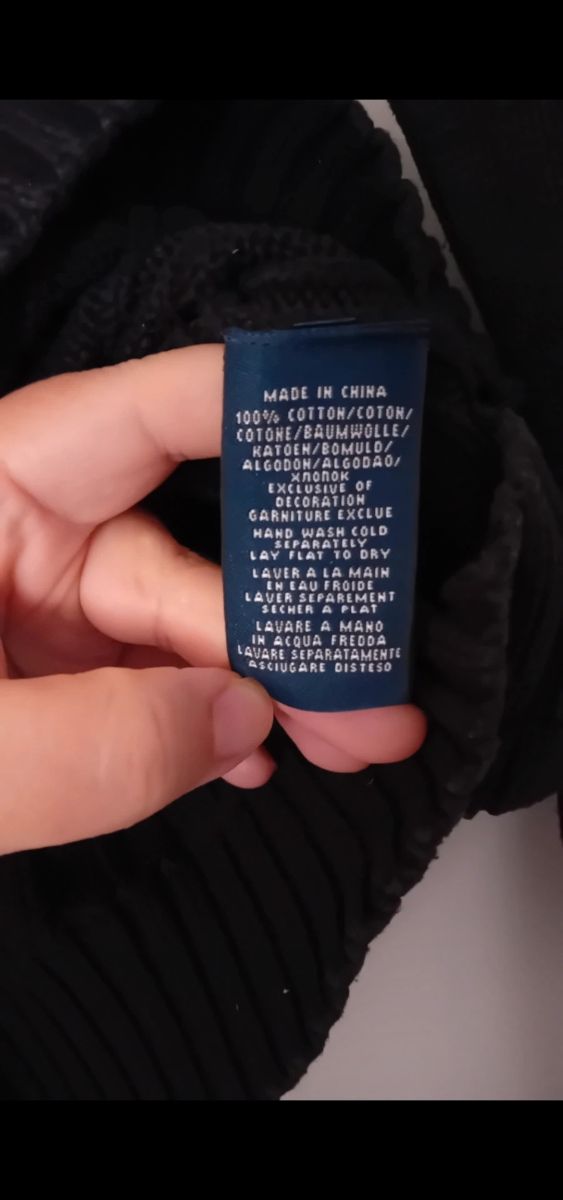 MADE IN CHINA
100% COTTON/COTON/
COTONE/BAUMWOLLE/
KATOEN/BOMULD/
ALGODON/ALGODAO/
ХЛОПОК
EXCLUSIVE OF
DECORATION
GARNITURE EXCLUE
HAND WASH COLD
SEPARATELY
LAY FLAT TO DRY
LAVER A LA MAIN
EN EAU FROIDE
LAVER SEPAREMENT
SECHER A PLAT
LAVARE A MANO
IN ACQUA FREDDA
LAVARE SEPARATAMENTE
ASCIUGARE DISTESO